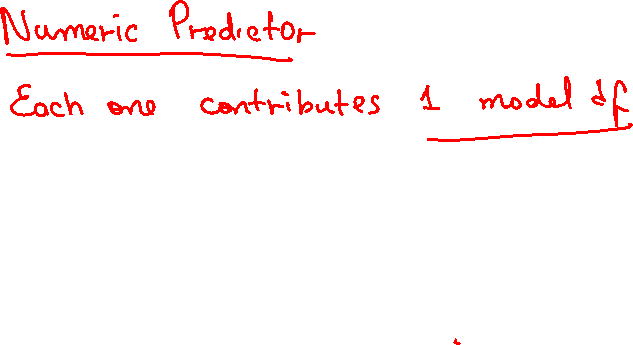 Numeric Predictor
Each one contributes 1 model df